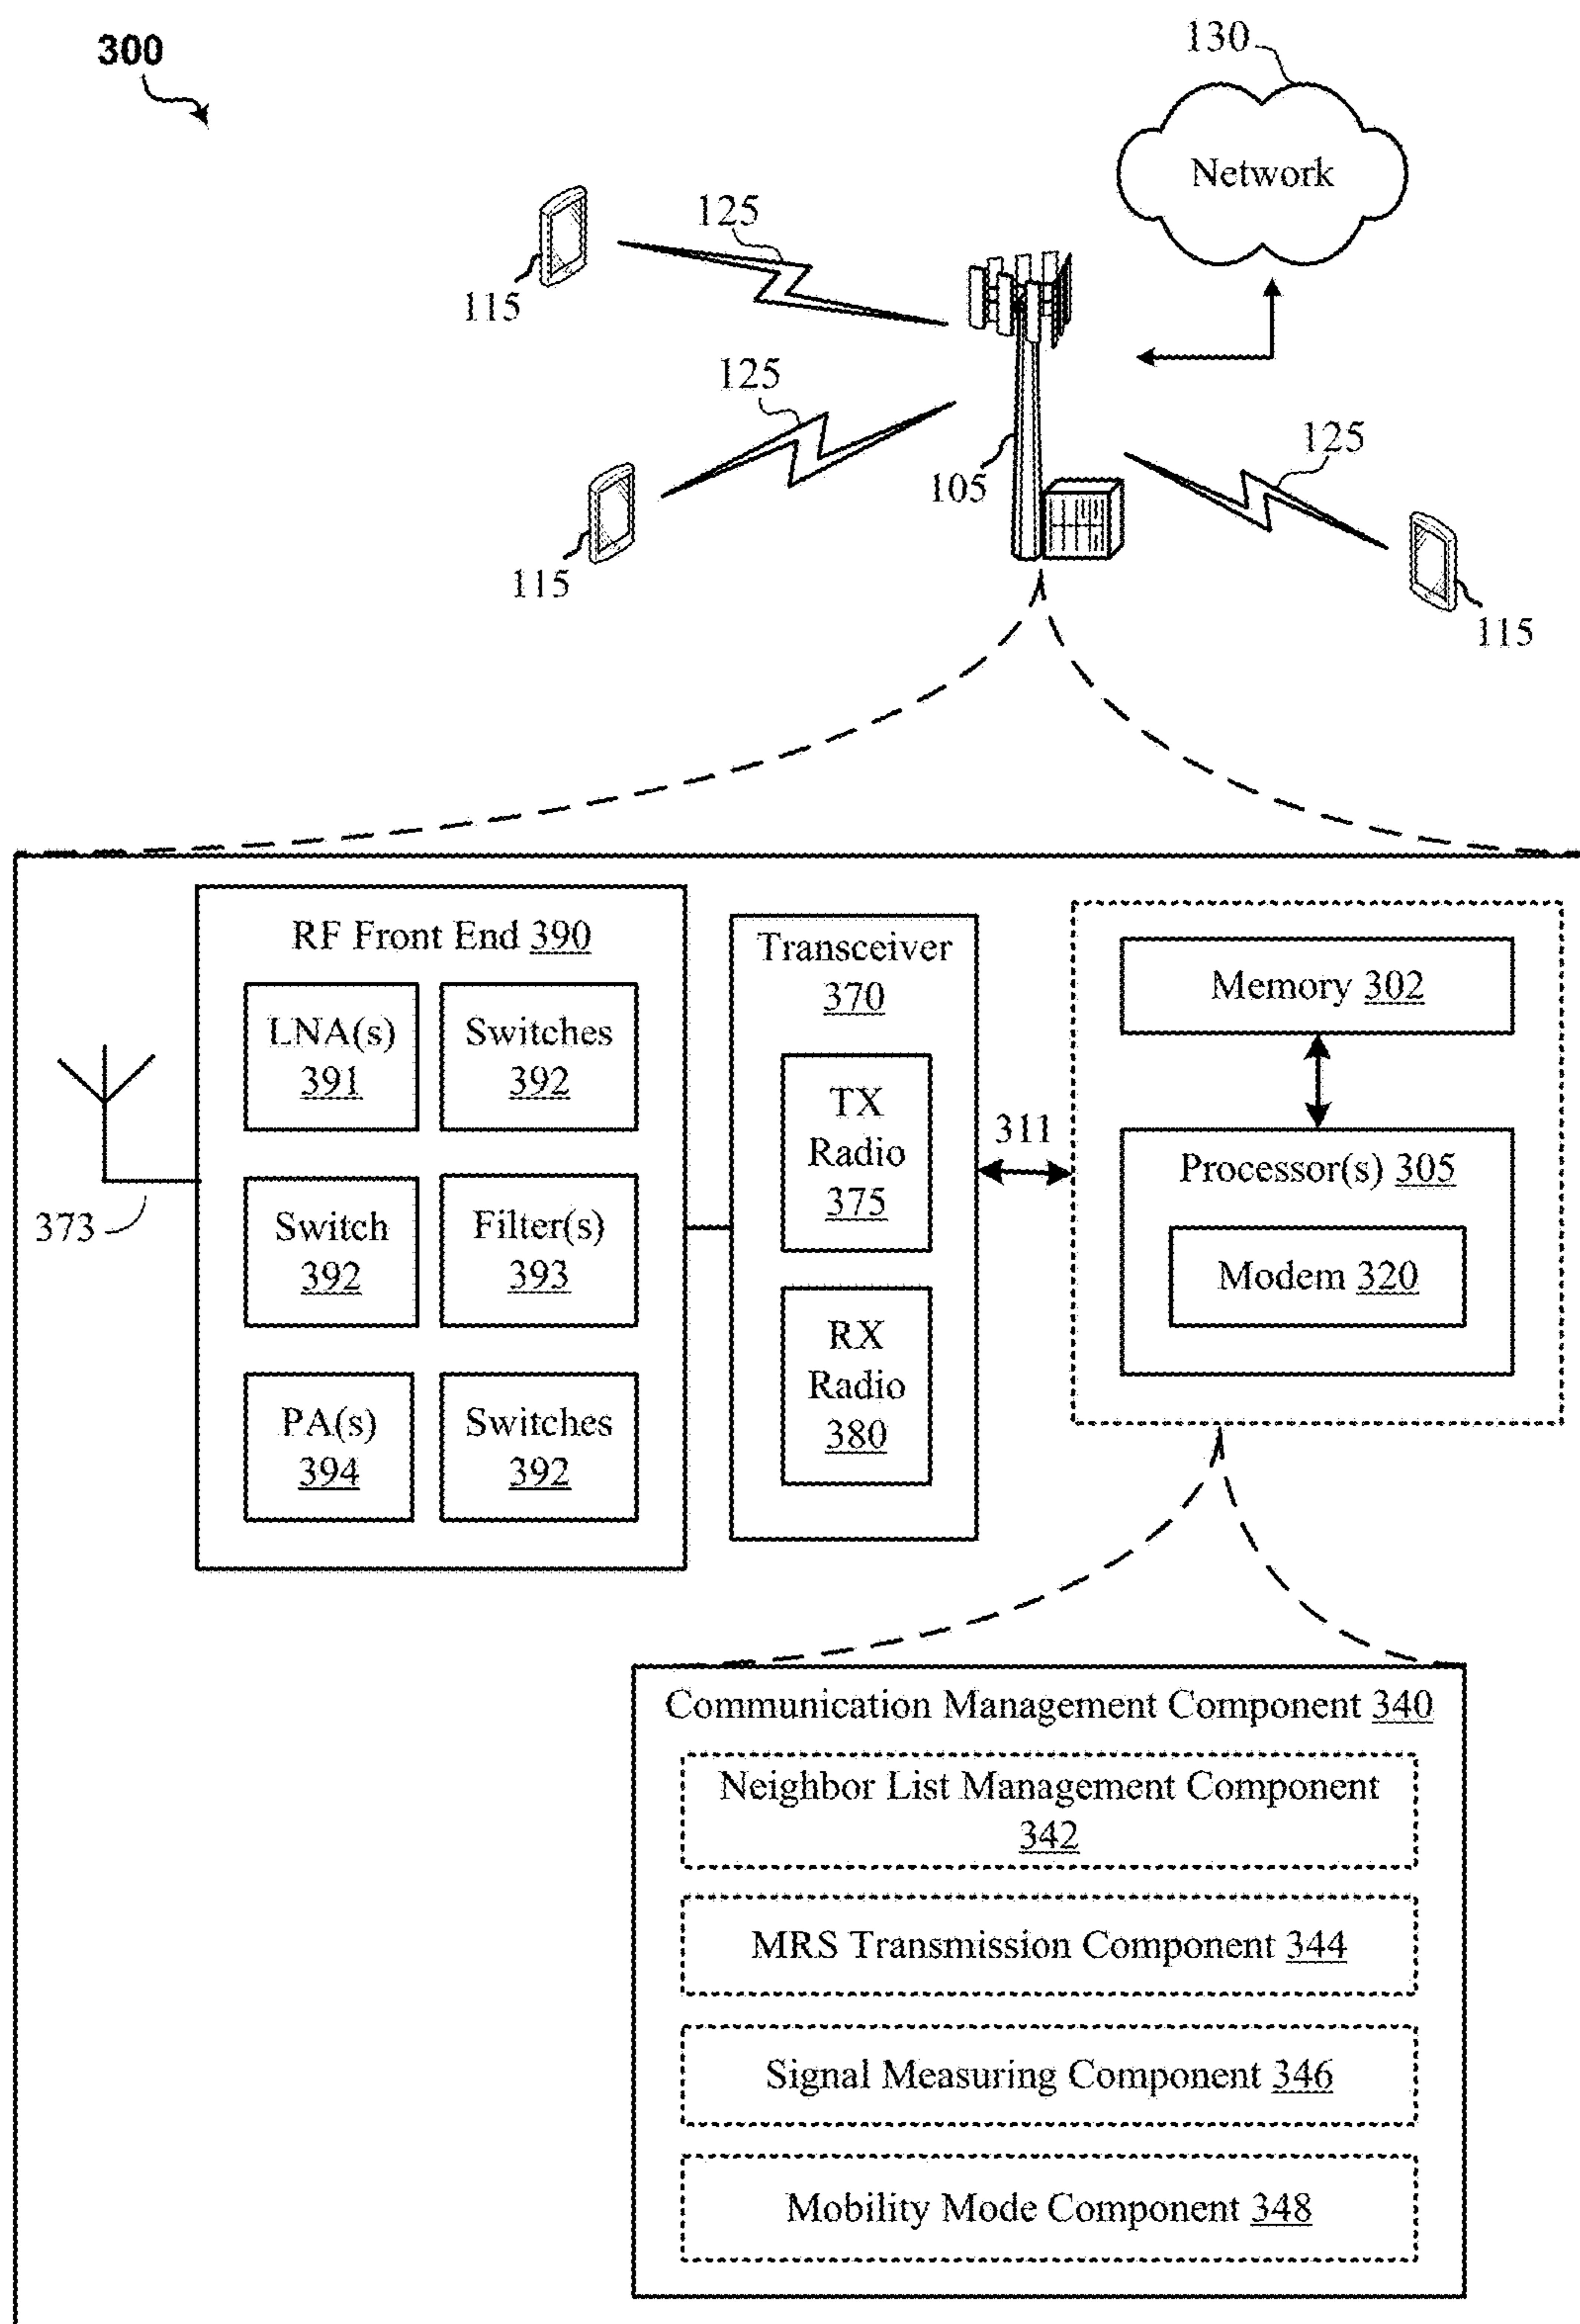 300
130
Network
125
115
125
105
125
115
115
RF Front End 390
LNA(s)
391
Switches
392
Switch
392
Filter(s)
393
PA(s)
394
Switches
392
373
Transceiver
370
TX
Radio
375
RX
Radio
380
311
Memory 302
Processor(s) 305
Modem 320
Communication Management Component 340
Neighbor List Management Component
342
MRS Transmission Component 344
Signal Measuring Component 346
Mobility Mode Component 348